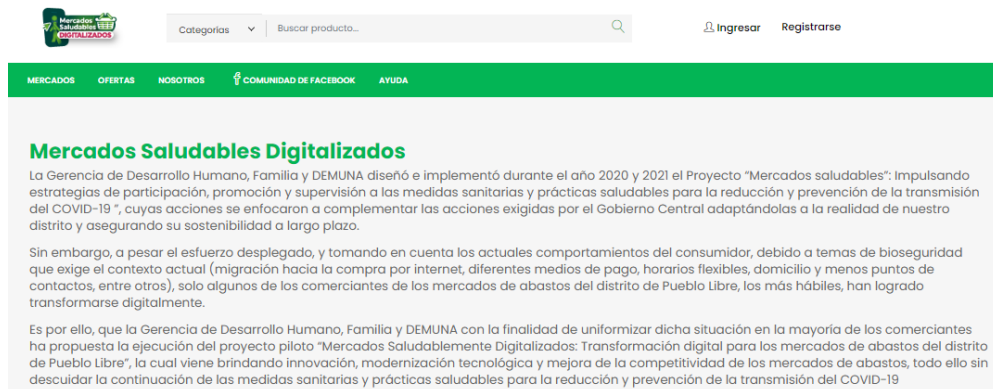 Mercados
Saludables
DIGITALIZADOS
Categorias
Buscar producto...
Ingresar
Registrarse
MERCADOS OFERTAS NOSOTROS COMUNIDAD DE FACEBOOK AYUDA
Mercados Saludables Digitalizados
La Gerencia de Desarrollo Humano, Familia y DEMUNA diseñó e implementó durante el año 2020 y 2021 el Proyecto “Mercados saludables”: Impulsando
estrategias de participación, promoción y supervisión a las medidas sanitarias y prácticas saludables para la reducción y prevención de la transmisión
del COVID-19 ”, cuyas acciones se enfocaron a complementar las acciones exigidas por el Gobierno Central adaptándolas a la realidad de nuestro
distrito y asegurando su sostenibilidad a largo plazo.
Sin embargo, a pesar el esfuerzo desplegado, y tomando en cuenta los actuales comportamientos del consumidor, debido a temas de bioseguridad
que exige el contexto actual (migración hacia la compra por internet, diferentes medios de pago, horarios flexibles, domicilio y menos puntos de
contactos, entre otros), solo algunos de los comerciantes de los mercados de abastos del distrito de Pueblo Libre, los más hábiles, han logrado
transformarse digitalmente.
Es por ello, que la Gerencia de Desarrollo Humano, Familia y DEMUNA con la finalidad de uniformizar dicha situación en la mayoría de los comerciantes
ha propuesta la ejecución del proyecto piloto “Mercados Saludablemente Digitalizados: Transformación digital para los mercados de abastos del distrito
de Pueblo Libre”, la cual viene brindando innovación, modernización tecnológica y mejora de la competitividad de los mercados de abastos, todo ello sin
descuidar la continuación de las medidas sanitarias y prácticas saludables para la reducción y prevención de la transmisión del COVID-19